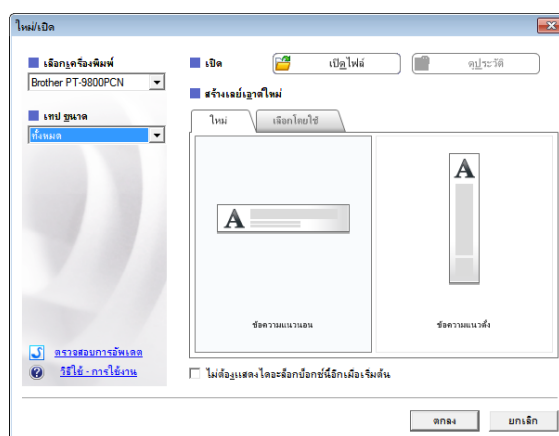 ใหม่/เปิด
เลือกเครื่องพิมพ์
Brother PT-9800PCN
เทป ขนาด
ทั้งหมด
ตรวจสอบการอัพเดต
วิธีใช้ - การใช้งาน
เปิด
เปิดไฟล์
ดูประวัติ
สร้างเลย์เอาต์ใหม่
ใหม่
เลือกโดยใช้
A
ข้อความแนวนอน
A
ข้อความแนวตั้ง
ไม่ต้องแสดงไดอะล็อกบ็อกซ์นี้อีกเมื่อเริ่มต้น
ตกลง
ยกเลิก